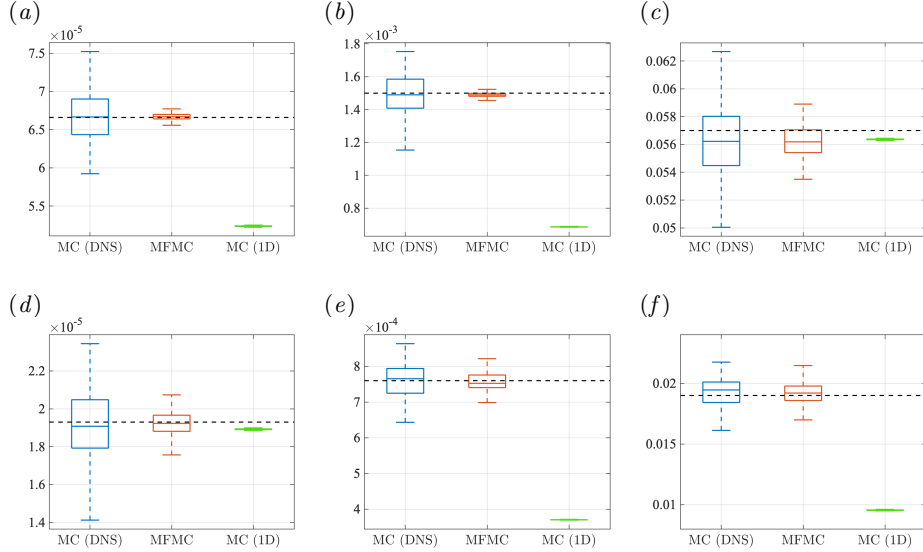 (a)
×10⁻⁵
7.5
7
6.5
6
5.5
MC (DNS) MFMC MC (1D)
(b)
×10⁻³
1.8
1.6
1.4
1.2
1
0.8
MC (DNS) MFMC MC (1D)
(c)
0.062
0.06
0.058
0.056
0.054
0.052
0.05
MC (DNS) MFMC MC (1D)
(d)
×10⁻⁵
2.2
2
1.8
1.6
1.4
MC (DNS) MFMC MC (1D)
(e)
×10⁻⁴
8
7
6
5
4
MC (DNS) MFMC MC (1D)
(f)
0.02
0.015
0.01
MC (DNS) MFMC MC (1D)